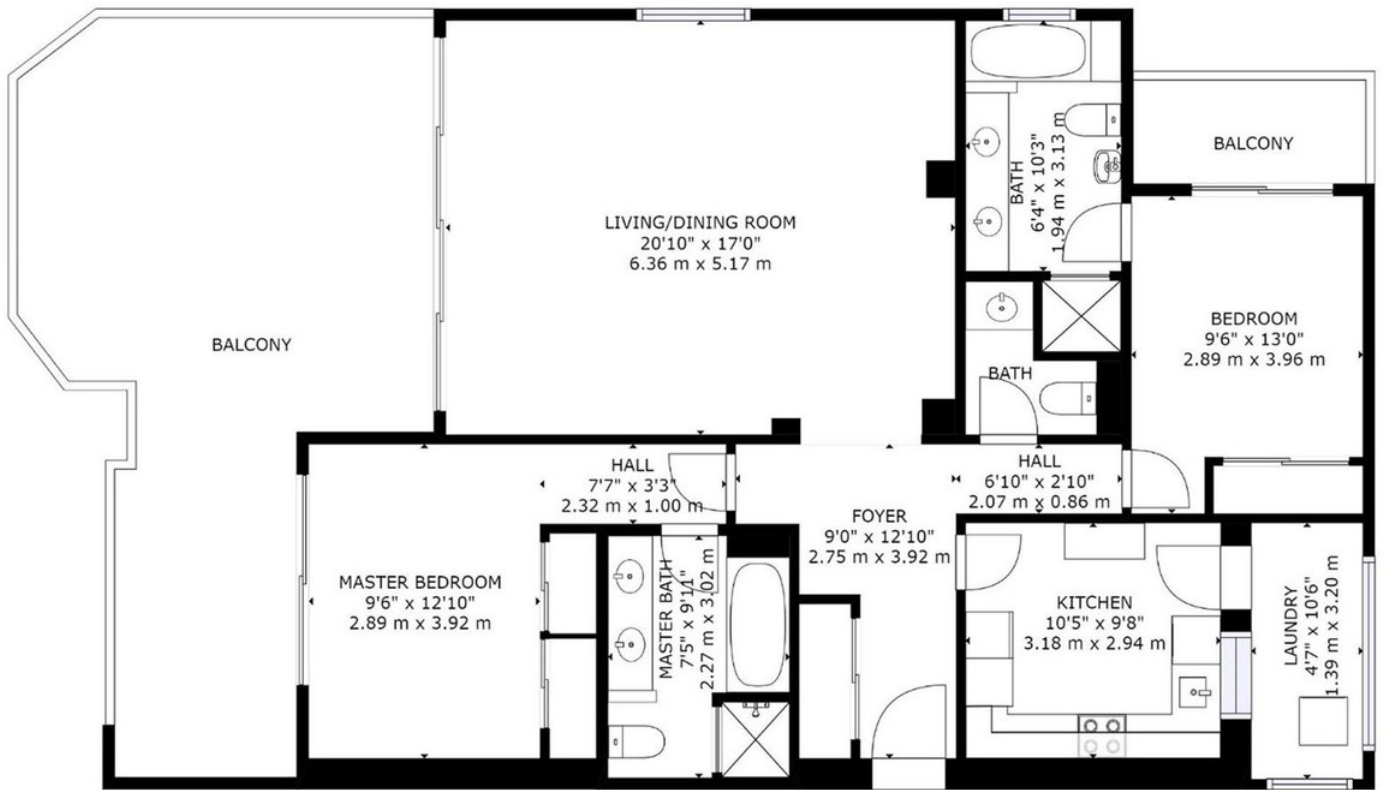 BALCONY
LIVING/DINING ROOM
20'10" x 17'0"
6.36 m x 5.17 m
BATH
6'4" x 10'3"
1.94 m x 3.13 m
BALCONY
BEDROOM
9'6" x 13'0"
2.89 m x 3.96 m
BATH
HALL
7'7" x 3'3"
2.32 m x 1.00 m
HALL
6'10" x 2'10"
2.07 m x 0.86 m
FOYER
9'0" x 12'10"
2.75 m x 3.92 m
MASTER BEDROOM
9'6" x 12'10"
2.89 m x 3.92 m
MASTER BATH
7'5" x 9'11"
2.27 m x 3.02 m
KITCHEN
10'5" x 9'8"
3.18 m x 2.94 m
LAUNDRY
4'7" x 10'6"
1.39 m x 3.20 m